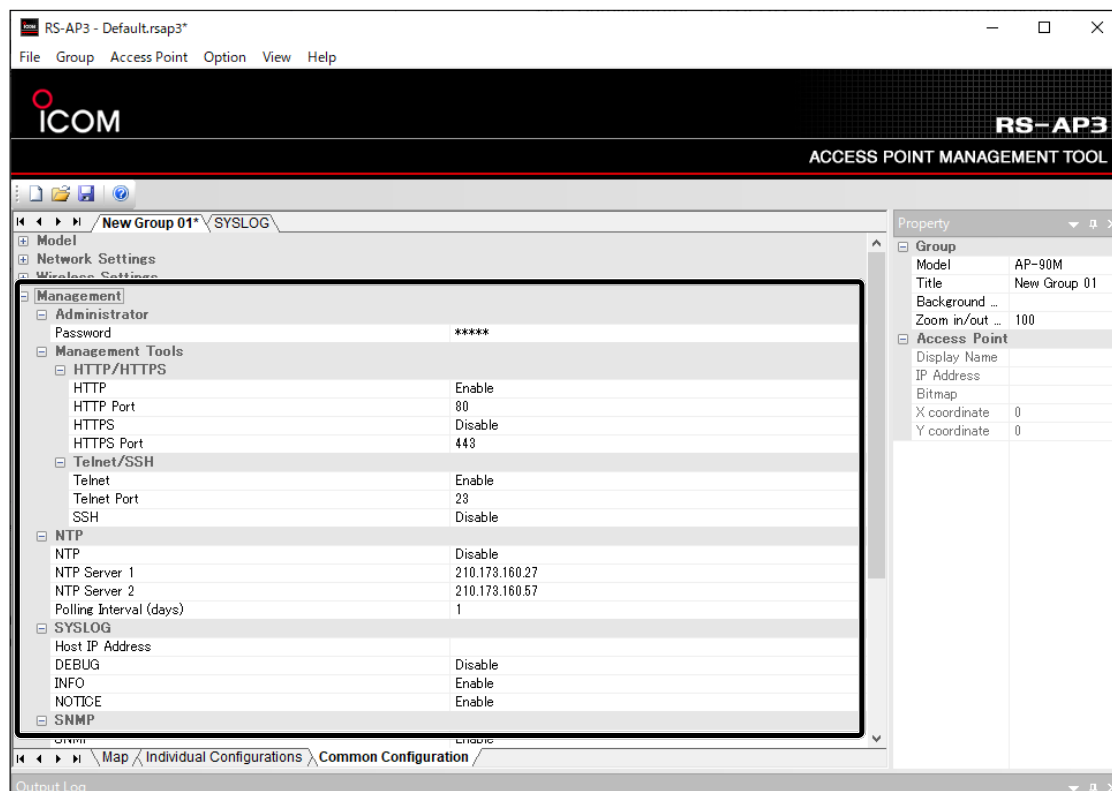 RS-AP3 - Default.rsap3*
File Group Access Point Option View Help
ICOM
RS-AP3
ACCESS POINT MANAGEMENT TOOL
New Group 01* SYSLOG
Model
Network Settings
Wireless Settings
Management
Administrator
Password *****
Management Tools
HTTP/HTTPS
HTTP Enable
HTTP Port 80
HTTPS Disable
HTTPS Port 443
Telnet/SSH
Telnet Enable
Telnet Port 23
SSH Disable
NTP
NTP Disable
NTP Server 1 210.173.160.27
NTP Server 2 210.173.160.57
Polling Interval (days) 1
SYSLOG
Host IP Address
DEBUG Disable
INFO Enable
NOTICE Enable
SNMP
SNMP Enable
Map Individual Configurations Common Configuration
Property
Group
Model AP-90M
Title New Group 01
Background ...
Zoom in/out ... 100
Access Point
Display Name
IP Address
Bitmap
X coordinate 0
Y coordinate 0
Output Log